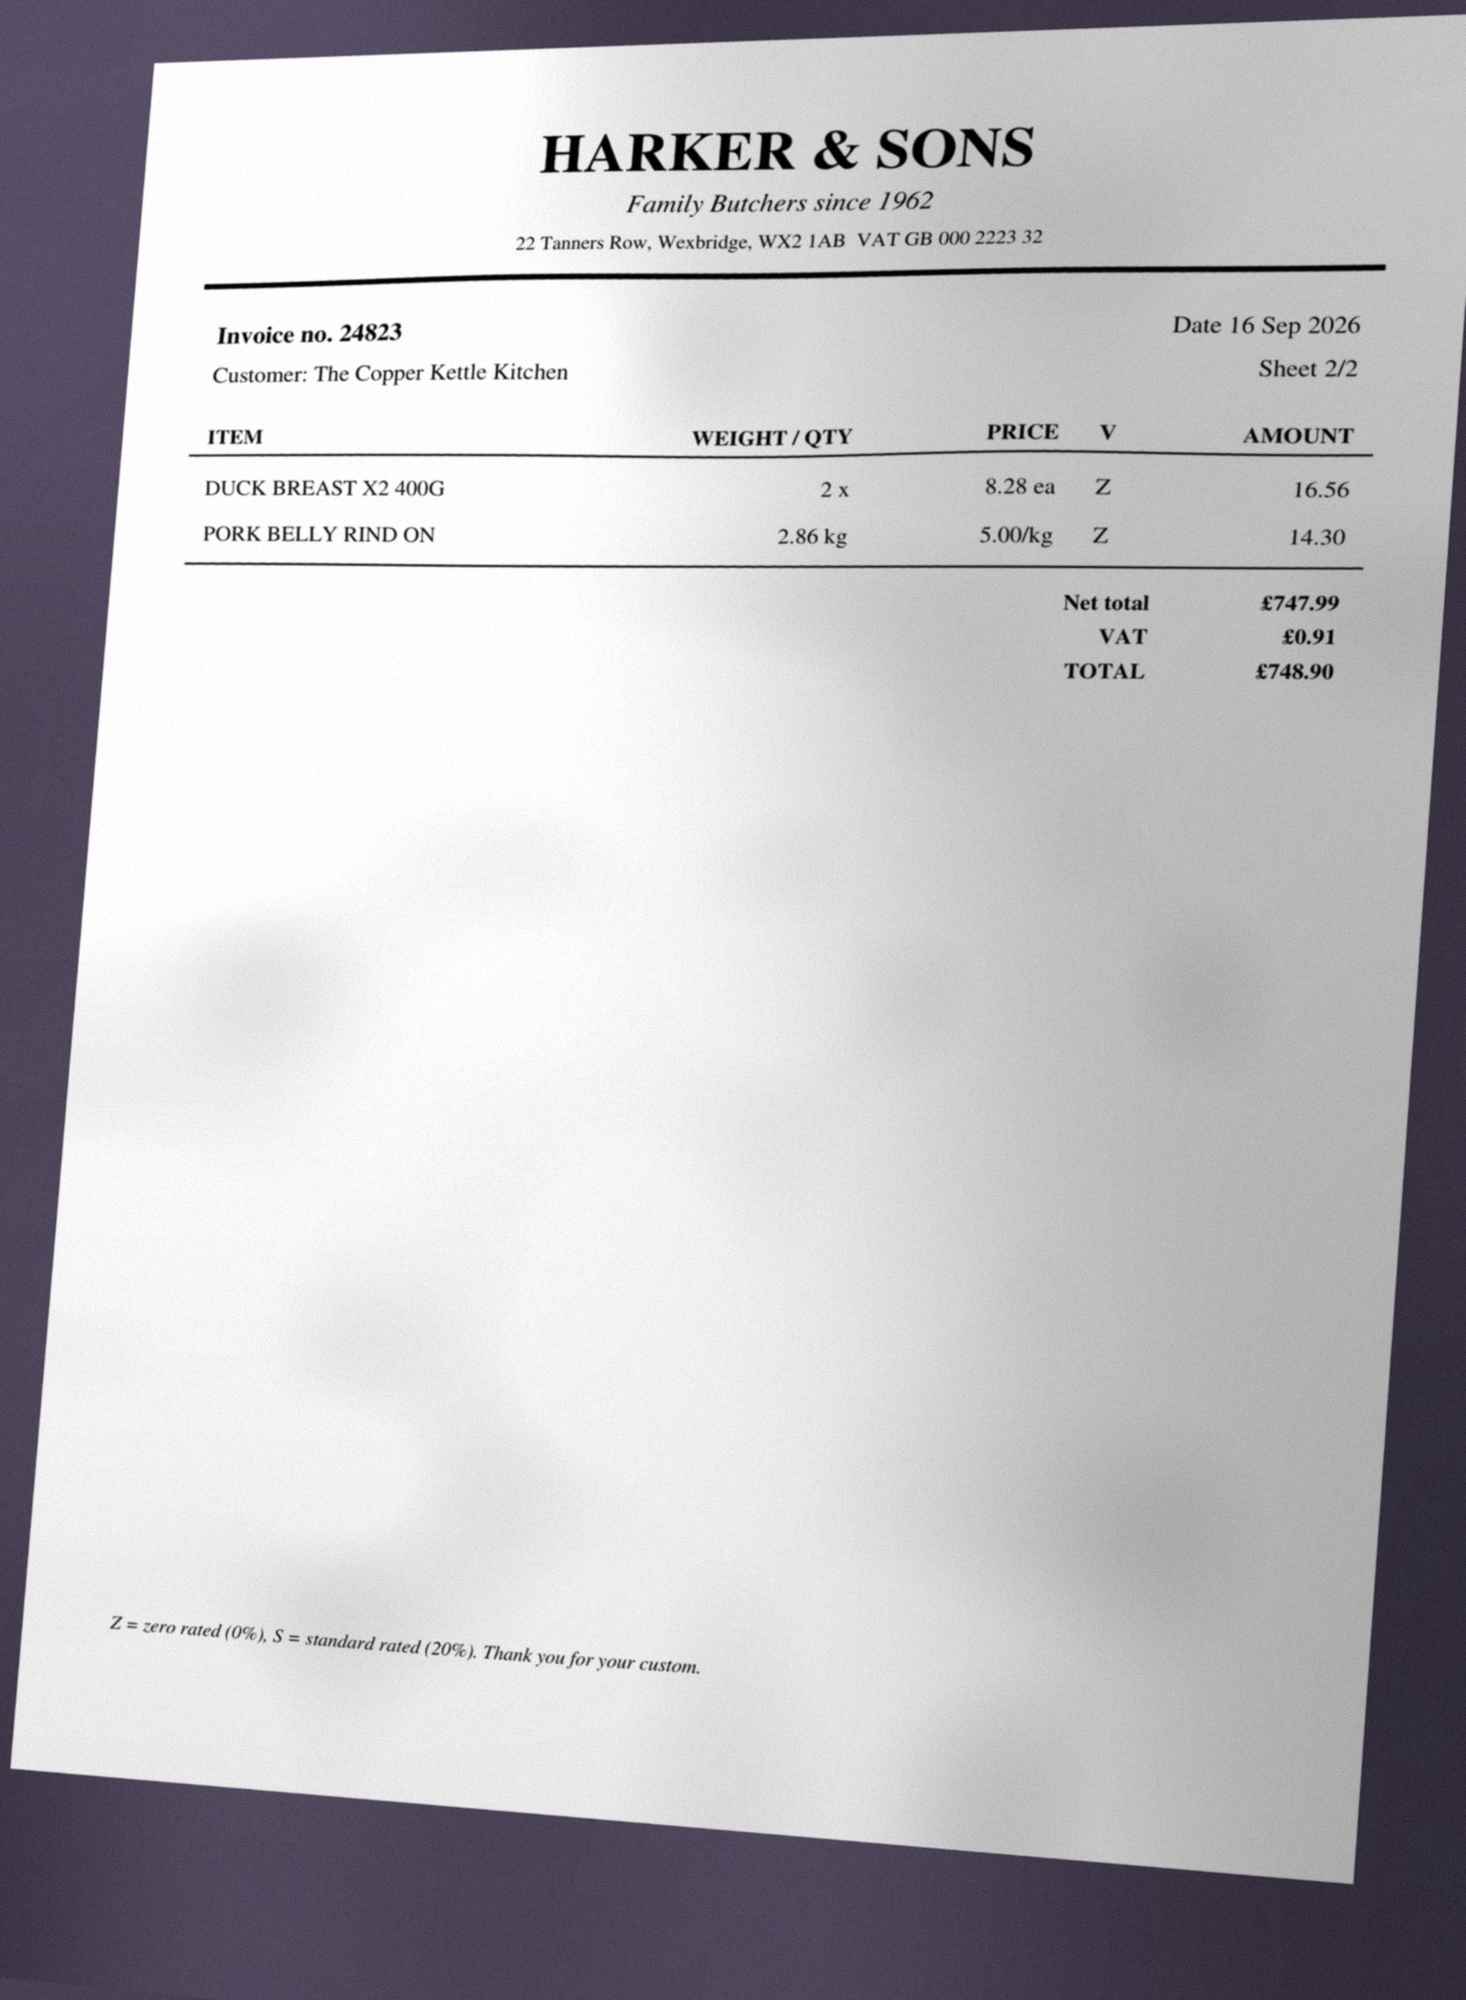 HARKER & SONS
Family Butchers since 1962
22 Tanners Row, Wexbridge, WX2 1AB VAT GB 000 2223 32
Invoice no. 24823 Date 16 Sep 2026
Customer: The Copper Kettle Kitchen Sheet 2/2
ITEM WEIGHT / QTY PRICE V AMOUNT
DUCK BREAST X2 400G 2 x 8.28 ea Z 16.56
PORK BELLY RIND ON 2.86 kg 5.00/kg Z 14.30
Net total £747.99
VAT £0.91
TOTAL £748.90
Z = zero rated (0%), S = standard rated (20%). Thank you for your custom.